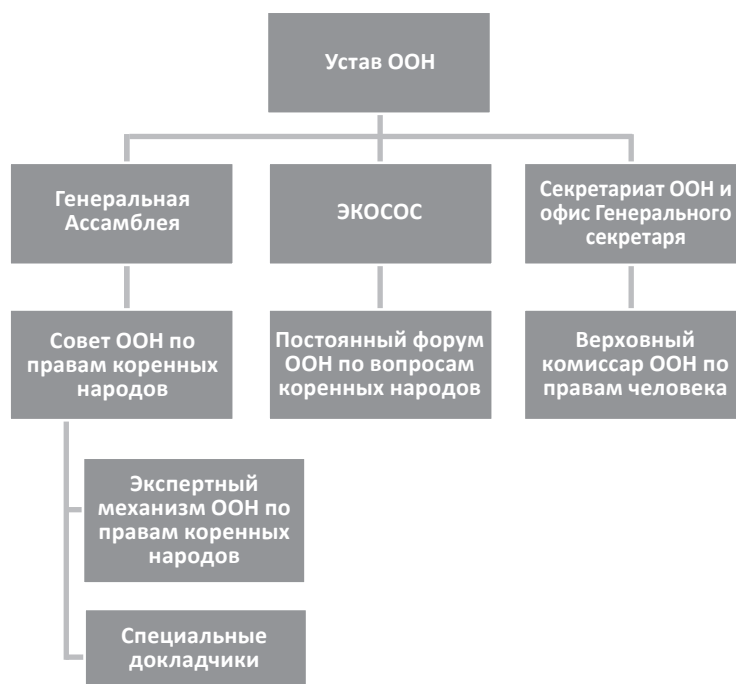 Устав ООН
Генеральная
Ассамблея
ЭКОСОС
Секретариат ООН и
офис Генерального
секретаря
Совет ООН по
правам коренных
народов
Постоянный форум
ООН по вопросам
коренных народов
Верховный
комиссар ООН по
правам человека
Экспертный
механизм ООН по
правам коренных
народов
Специальные
докладчики